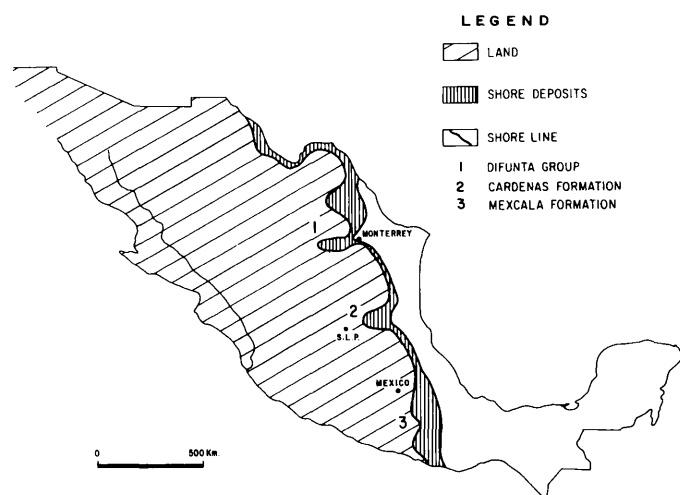 LEGEND
LAND
SHORE DEPOSITS
SHORE LINE
1 DIFUNTA GROUP
2 CARDENAS FORMATION
3 MEXCALA FORMATION
1
MONTERREY
2
S.L.P.
MEXICO
3
0 500 Km.